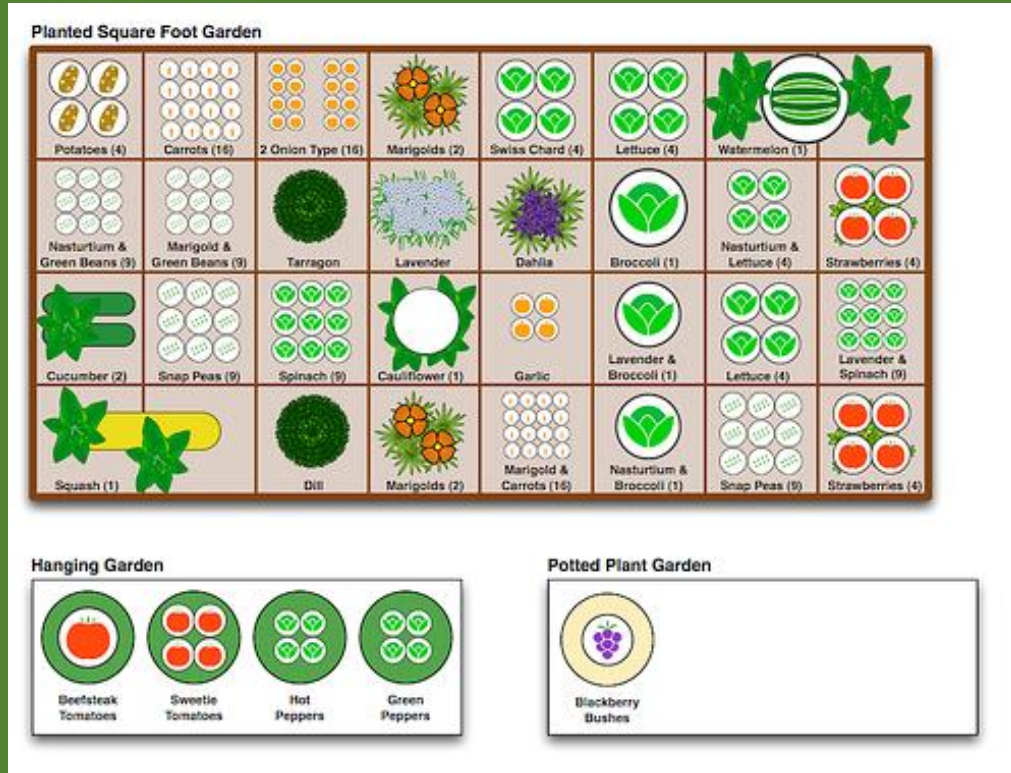 Planted Square Foot Garden
Potatoes (4)
Carrots (16)
2 Onion Type (16)
Marigolds (2)
Swiss Chard (4)
Lettuce (4)
Watermelon (1)
Nasturtium &
Green Beans (9)
Marigold &
Green Beans (9)
Tarragon
Lavender
Dahlia
Broccoli (1)
Nasturtium &
Lettuce (4)
Strawberries (4)
Cucumber (2)
Snap Peas (9)
Spinach (9)
Cauliflower (1)
Garlic
Lavender &
Broccoli (1)
Lettuce (4)
Lavender &
Spinach (9)
Squash (1)
Dill
Marigolds (2)
Marigold &
Carrots (16)
Nasturtium &
Broccoli (1)
Snap Peas (9)
Strawberries (4)
Hanging Garden
Beefsteak
Tomatoes
Sweetie
Tomatoes
Hot
Peppers
Green
Peppers
Potted Plant Garden
Blackberry
Bushes